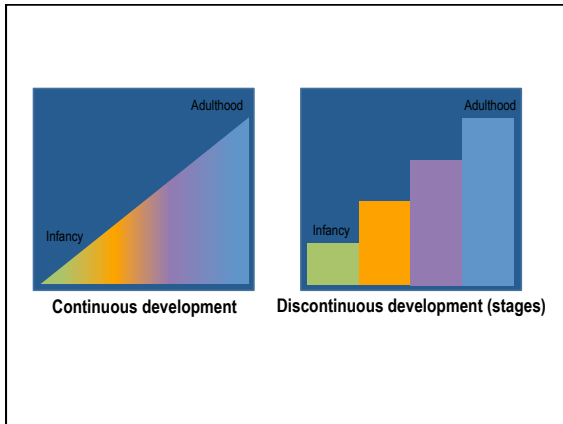 Adulthood
Infancy
Continuous development
Adulthood
Infancy
Discontinuous development (stages)